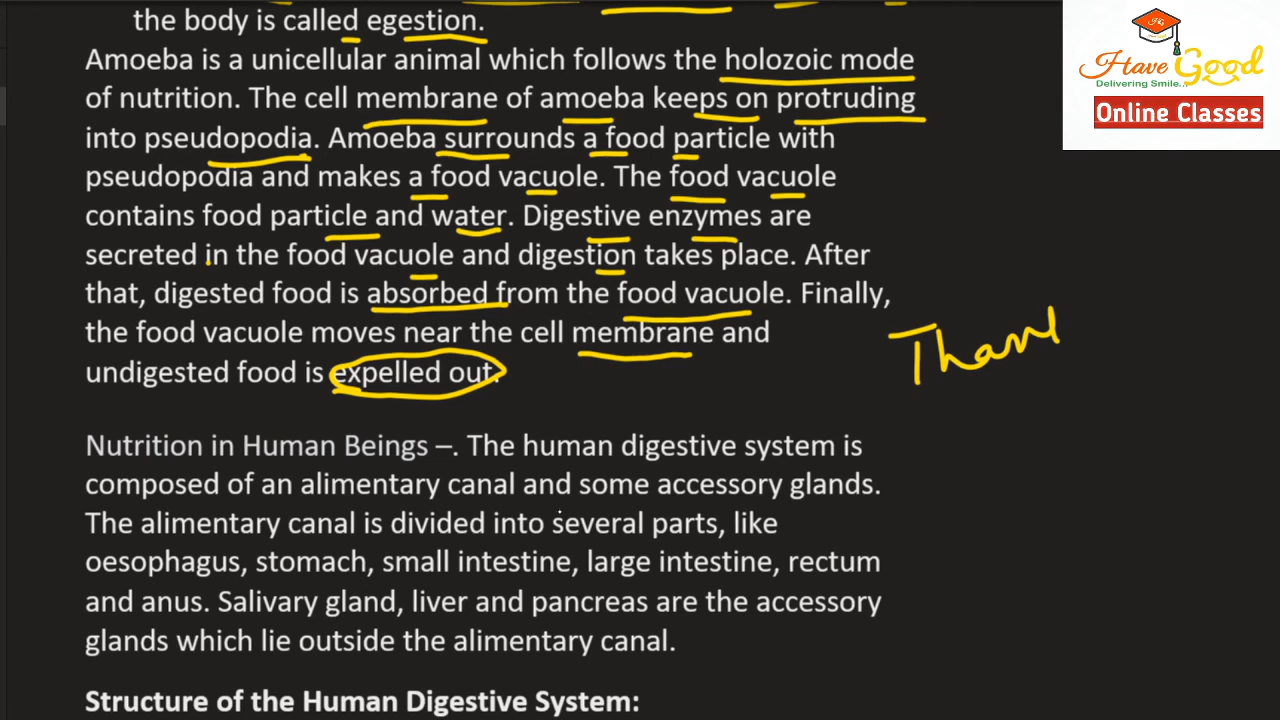 the body is called egestion.
Amoeba is a unicellular animal which follows the holozoic mode
of nutrition. The cell membrane of amoeba keeps on protruding
into pseudopodia. Amoeba surrounds a food particle with
pseudopodia and makes a food vacuole. The food vacuole
contains food particle and water. Digestive enzymes are
secreted in the food vacuole and digestion takes place. After
that, digested food is absorbed from the food vacuole. Finally,
the food vacuole moves near the cell membrane and
undigested food is expelled out.
Nutrition in Human Beings –. The human digestive system is
composed of an alimentary canal and some accessory glands.
The alimentary canal is divided into several parts, like
oesophagus, stomach, small intestine, large intestine, rectum
and anus. Salivary gland, liver and pancreas are the accessory
glands which lie outside the alimentary canal.
Structure of the Human Digestive System:
HG
Have Good
Delivering Smile...
Online Classes